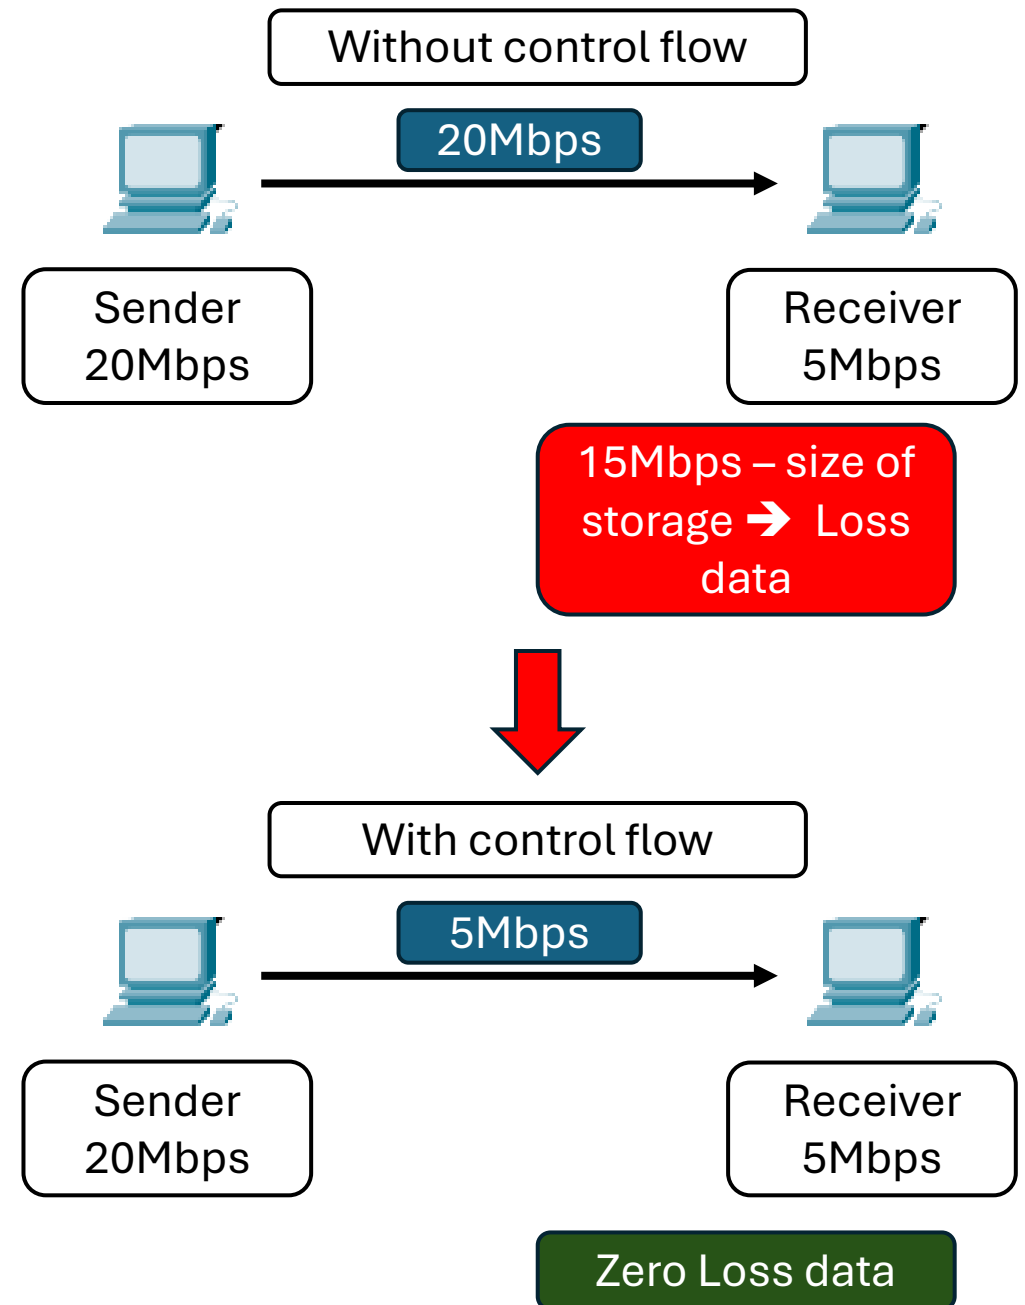 Without control flow
20Mbps
Sender
20Mbps
Receiver
5Mbps
15Mbps – size of
storage ➔ Loss
data
With control flow
5Mbps
Sender
20Mbps
Receiver
5Mbps
Zero Loss data